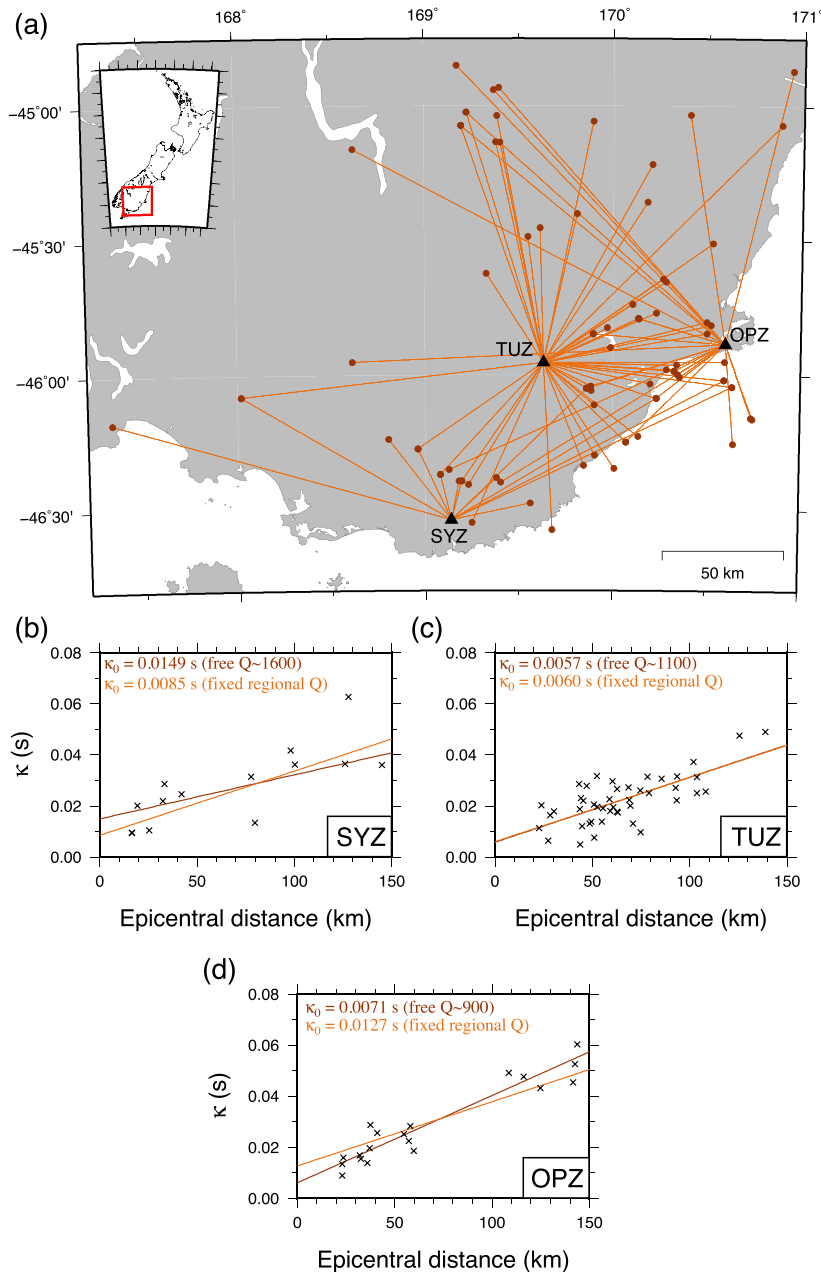 (a)
168˚ 169˚ 170˚ 171˚
−45˚00'
−45˚30'
−46˚00'
−46˚30'
TUZ
OPZ
SYZ
50 km
(b)
κ0 = 0.0149 s (free Q~1600)
κ0 = 0.0085 s (fixed regional Q)
0.08
0.06
0.04
0.02
0.00
κ (s)
SYZ
0 50 100 150
Epicentral distance (km)
(c)
κ0 = 0.0057 s (free Q~1100)
κ0 = 0.0060 s (fixed regional Q)
0.08
0.06
0.04
0.02
0.00
TUZ
0 50 100 150
Epicentral distance (km)
(d)
κ0 = 0.0071 s (free Q~900)
κ0 = 0.0127 s (fixed regional Q)
0.08
0.06
0.04
0.02
0.00
κ (s)
OPZ
0 50 100 150
Epicentral distance (km)